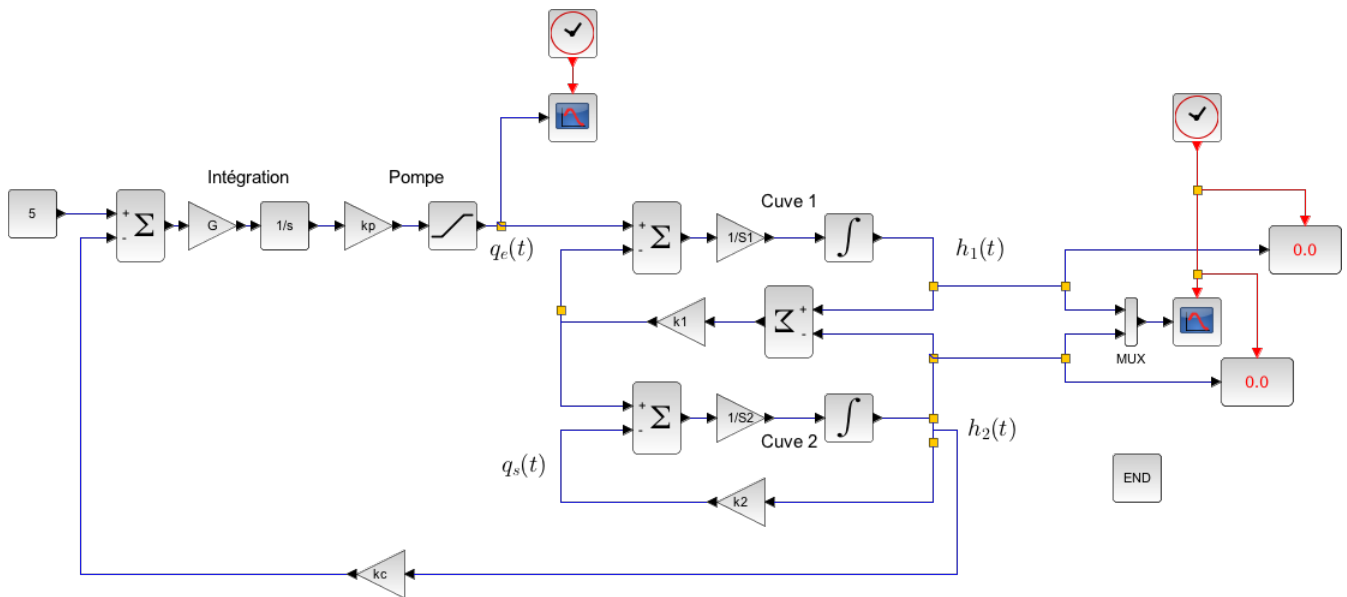 Intégration
Pompe
5
+
-
Σ
G
1/s
kp
q_e(t)
Cuve 1
+
-
Σ
1/S1
∫
h_1(t)
0.0
k1
Σ
+
-
MUX
0.0
+
-
Σ
1/S2
∫
Cuve 2
h_2(t)
q_s(t)
k2
END
kc